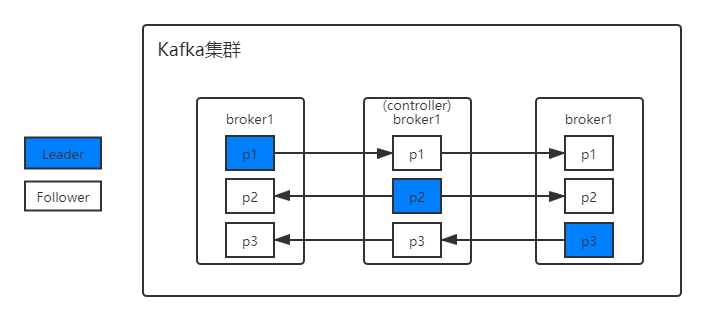 Kafka集群
Leader
Follower
broker1
p1
p2
p3
(controller)
broker1
p1
p2
p3
broker1
p1
p2
p3